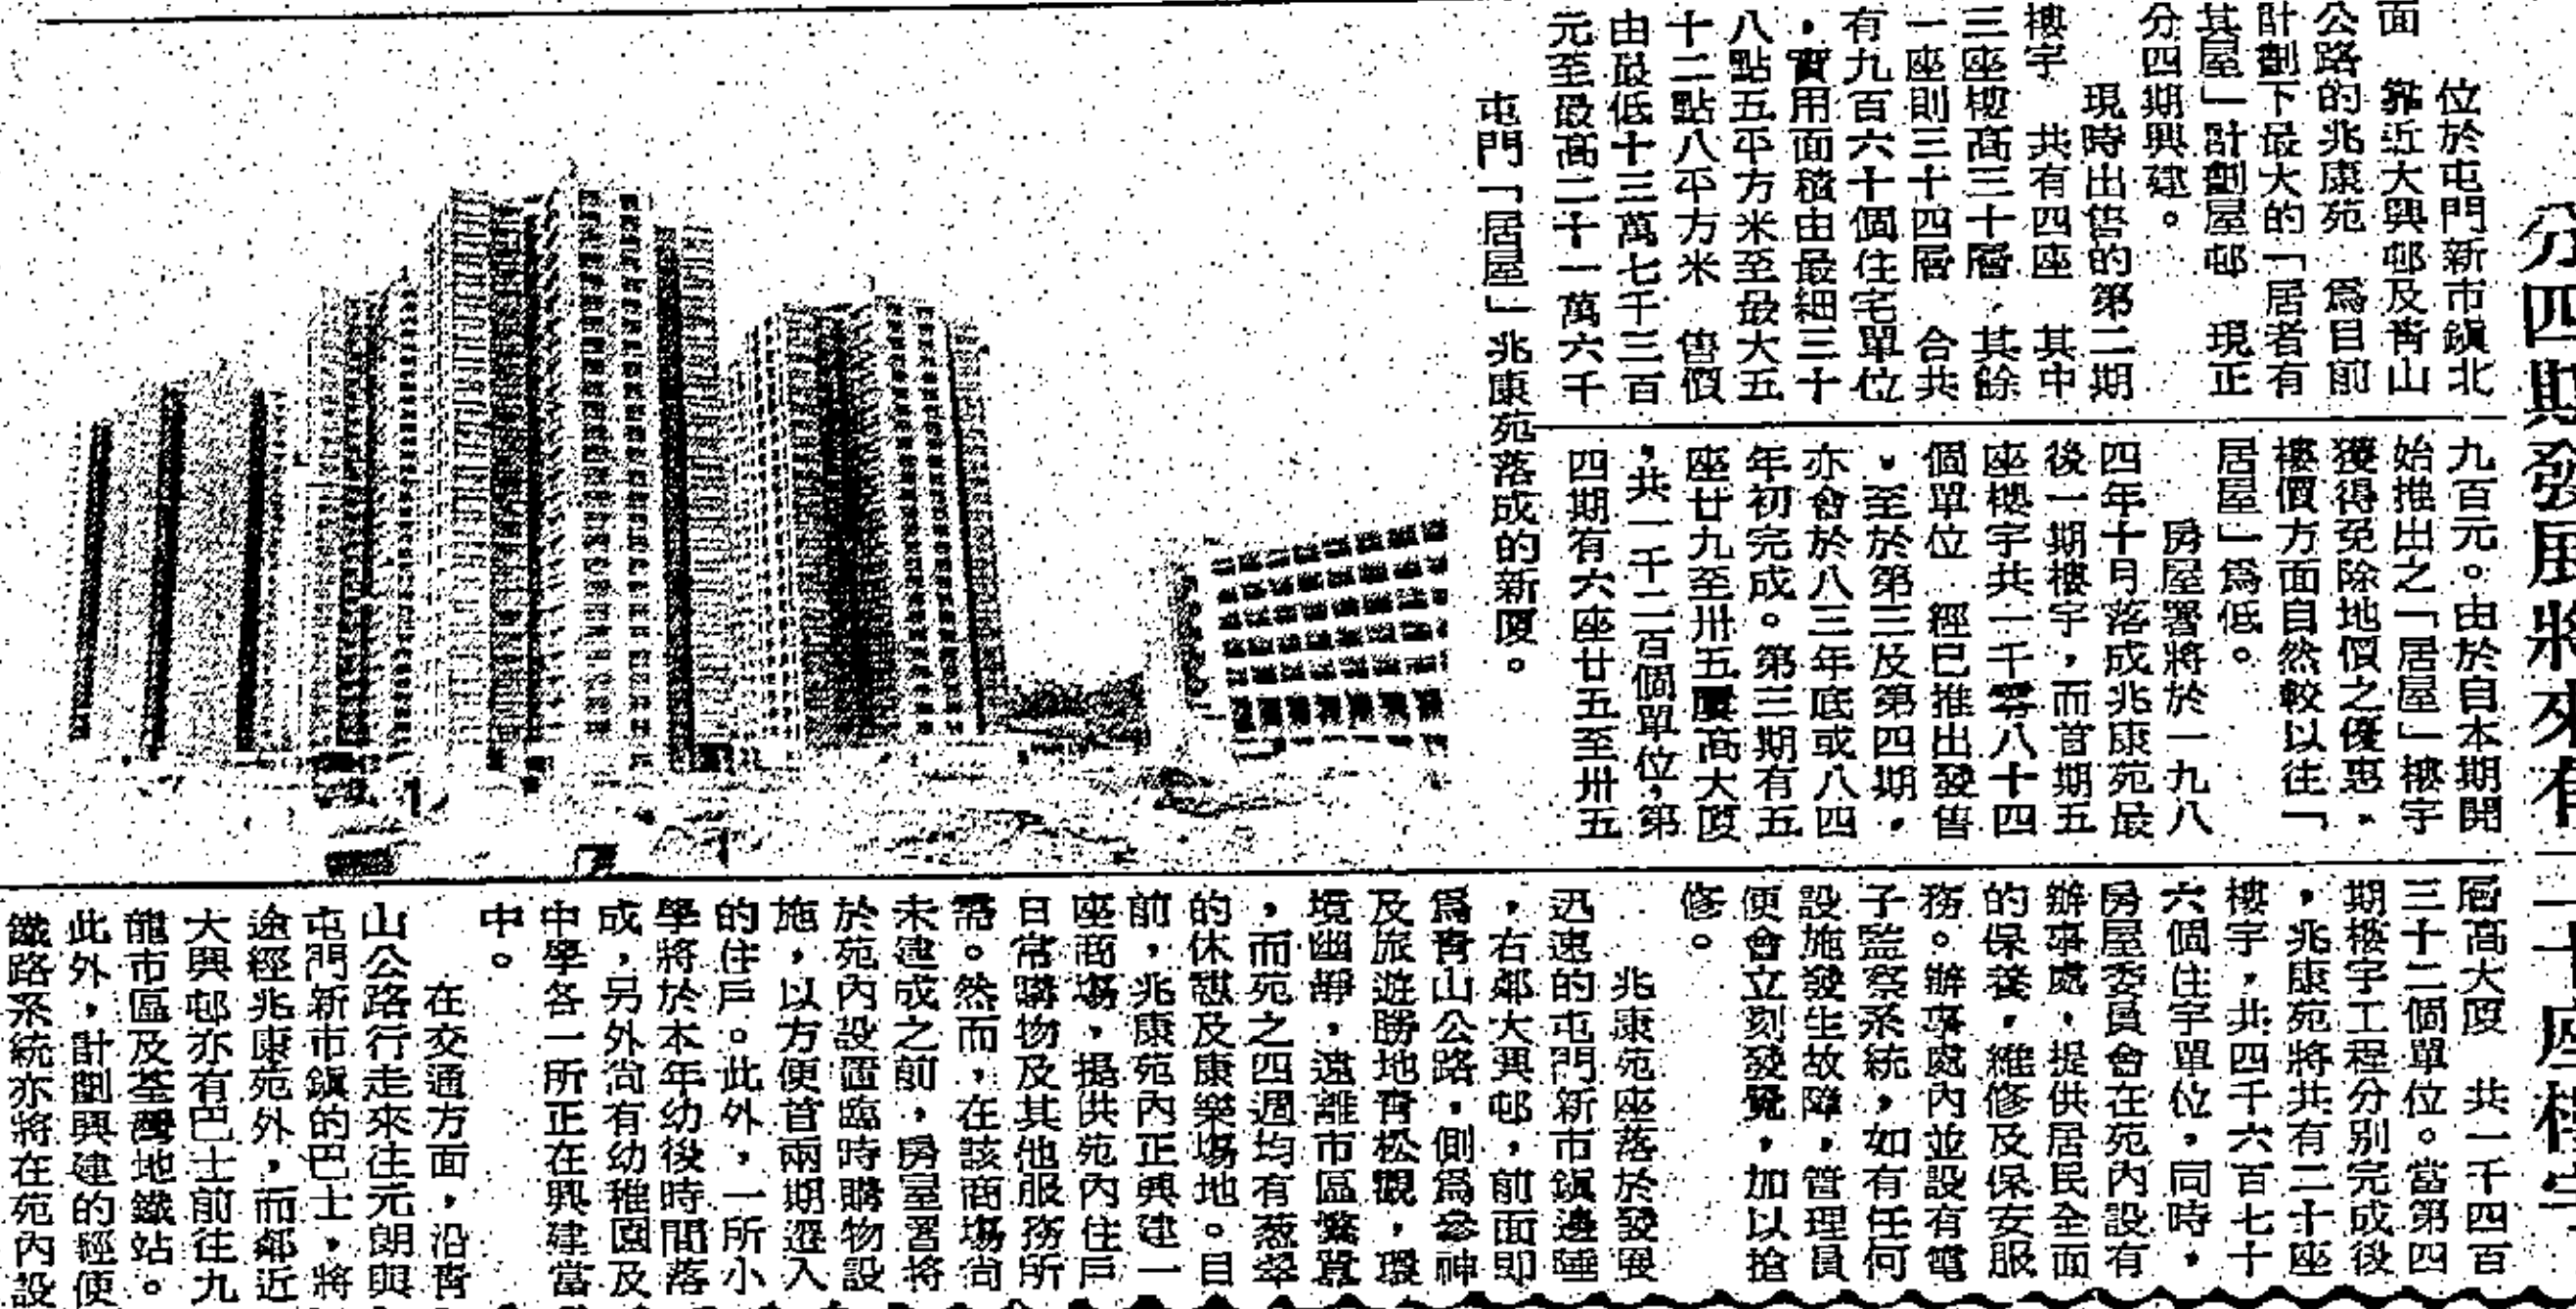 分四期發展將來有二十座樓宇
位於屯門新市鎮北
面　靠近大興邨及青山
公路的兆康苑　爲目前
計劃下最大的「居者有
其屋」計劃屋邨　現正
分四期興建。
現時出售的第二期
樓宇　共有四座　其中
三座樓高三十層，其餘
一座則三十四層　合共
有九百六十個住宅單位
，實用面積由最細三十
八點五平方米至最大五
十二點八平方米　售價
由最低十三萬七千三百
元至最高二十一萬六千
九百元。由於自本期開
始推出之「居屋」樓宇
獲得免除地價之優惠，
樓價方面自然較以往「
居屋」爲低。
房屋署將於一九八
四年十月落成兆康苑最
後一期樓宇，而首期五
座樓宇共一千零八十四
個單位　經已推出發售
，至於第三及第四期，
亦會於八三年底或八四
年初完成。第三期有五
座廿九至卅五層高大廈
，共一千二百個單位，第
四期有六座廿五至卅五
層高大廈　共一千四百
三十二個單位。當第四
期樓宇工程分別完成後
，兆康苑將共有二十座
樓宇，共四千六百七十
六個住宇單位，同時，
房屋委員會在苑內設有
辦事處，提供居民全面
的保養，維修及保安服
務。辦事處內並設有電
子監察系統，如有任何
設施發生故障，管理員
便會立刻發覺，加以搶
修。
兆康苑座落於發展
迅速的屯門新市鎮邊陲
，右鄰大興邨，前面即
爲青山公路，側爲參神
及旅遊勝地青松觀，環
境幽靜，遠離市區繁囂
，而苑之四週均有葱翠
的休憩及康樂場地。目
前，兆康苑內正興建一
座商場，提供苑內住戶
日常購物及其他服務所
需。然而，在該商場尚
未建成之前，房屋署將
於苑內設置臨時購物設
施，以方便首兩期遷入
的住戶。此外，一所小
學將於本年幼後時間落
成，另外尚有幼稚園及
中學各一所正在興建當
中。
在交通方面，沿青
山公路行走來往元朗與
屯門新市鎮的巴士，將
途經兆康苑外，而鄰近
大興邨亦有巴士前往九
龍市區及荃灣地鐵站。
此外，計劃興建的輕便
鐵路系統亦將在苑內設
屯門「居屋」兆康苑落成的新廈。